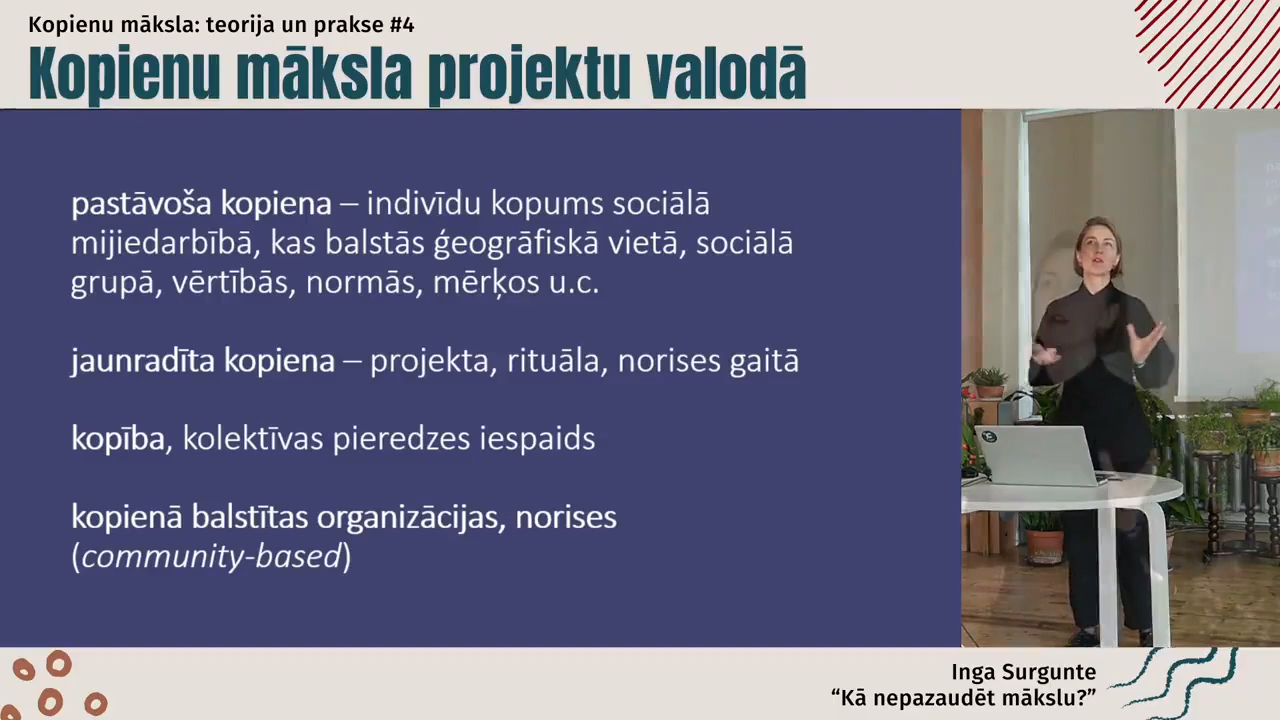 Kopienu māksla: teorija un prakse #4
Kopienu māksla projektu valodā
pastāvoša kopiena – indivīdu kopums sociālā
mijiedarbībā, kas balstās ģeogrāfiskā vietā, sociālā
grupā, vērtībās, normās, mērķos u.c.
jaunradīta kopiena – projekta, rituāla, norises gaitā
kopība, kolektīvas pieredzes iespaids
kopienā balstītas organizācijas, norises
(community-based)
Inga Surgunte
“Kā nepazaudēt mākslu?”